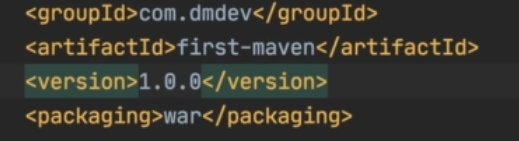 <groupId>com.dmdev</groupId>
<artifactId>first-maven</artifactId>
<version>1.0.0</version>
<packaging>war</packaging>